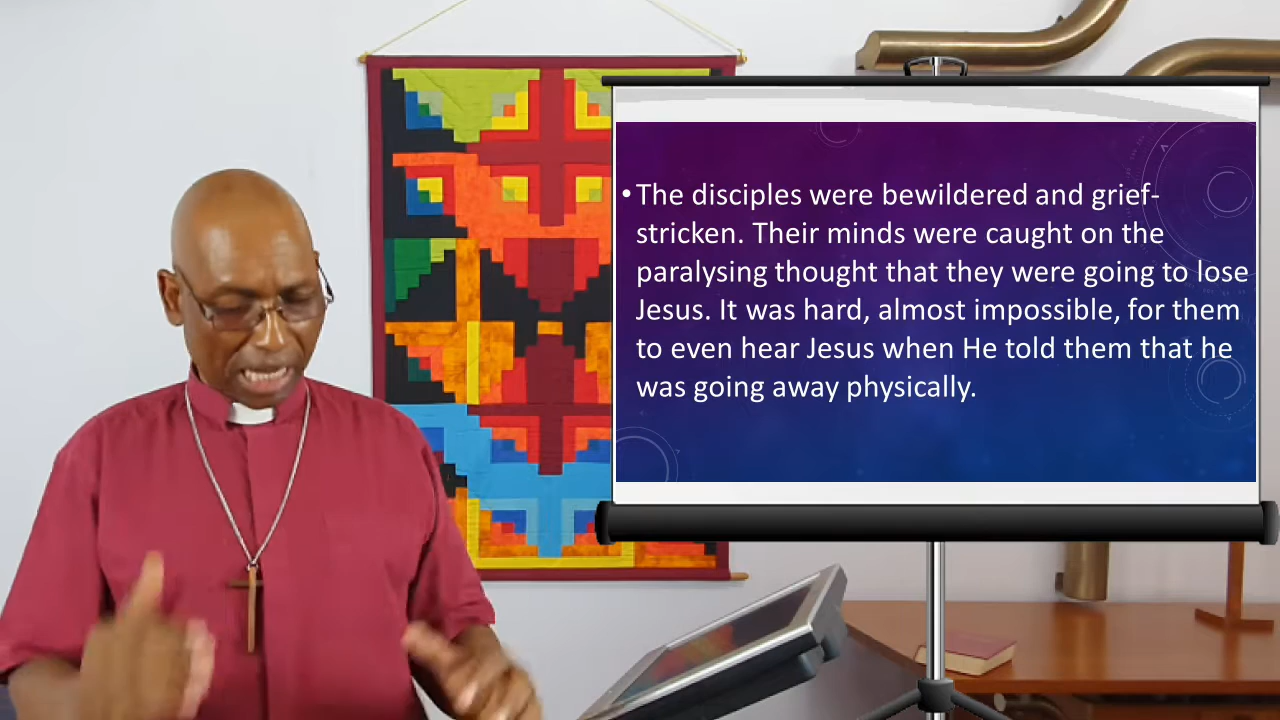 • The disciples were bewildered and grief-
stricken. Their minds were caught on the
paralysing thought that they were going to lose
Jesus. It was hard, almost impossible, for them
to even hear Jesus when He told them that he
was going away physically.